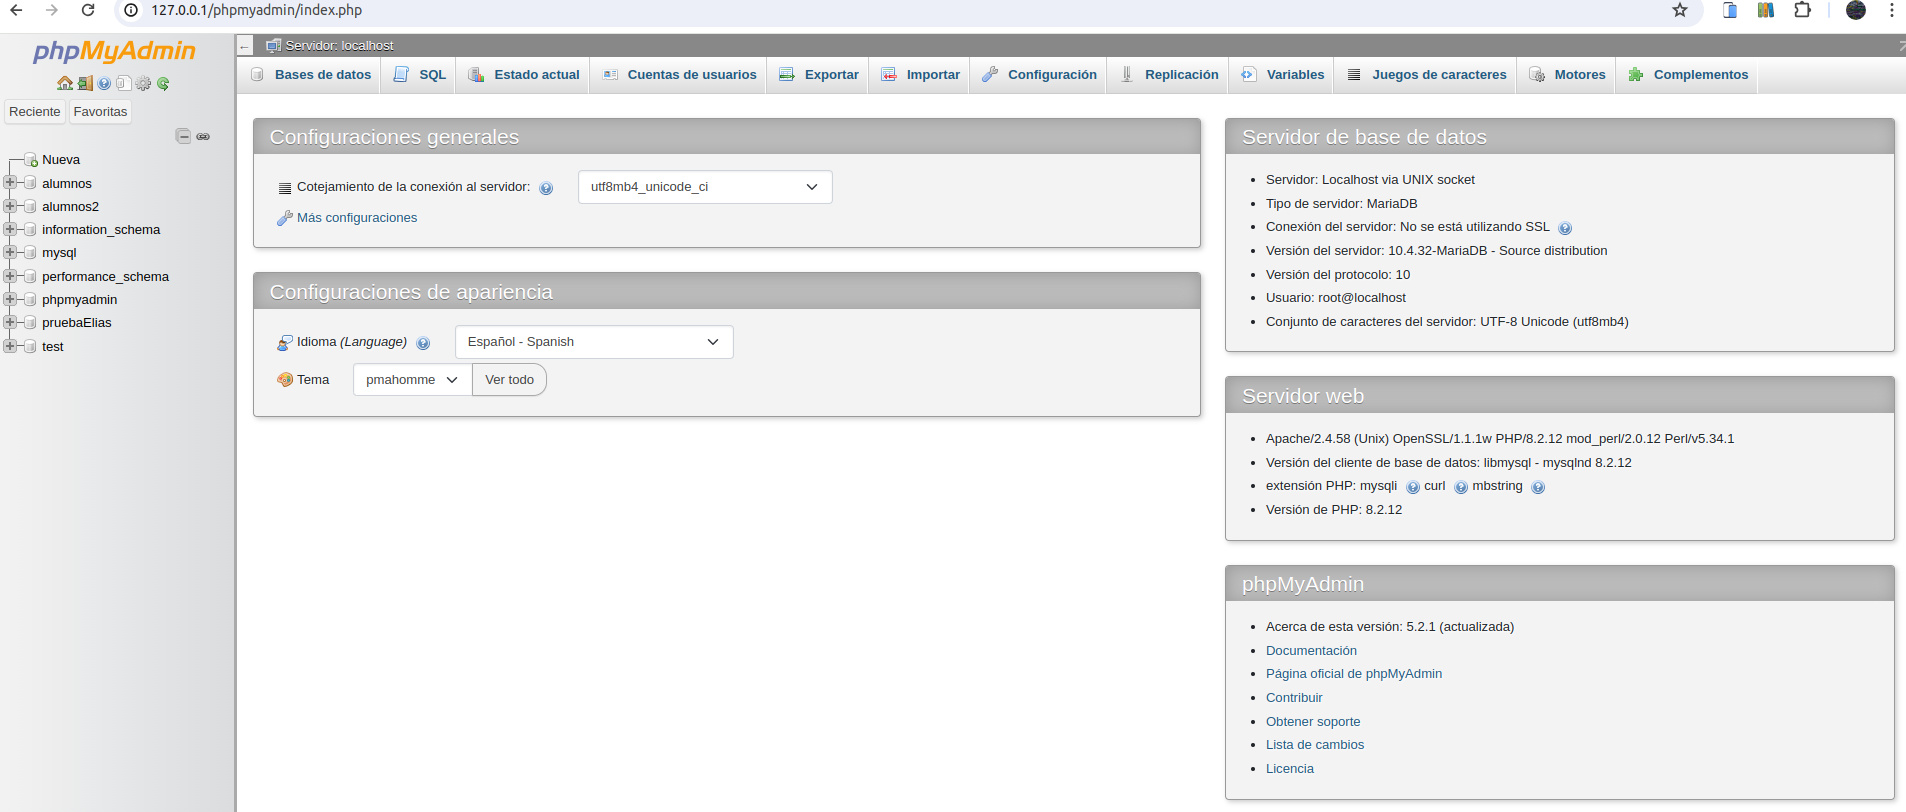 127.0.0.1/phpmyadmin/index.php
phpMyAdmin
Reciente Favoritas
Nueva
alumnos
alumnos2
information_schema
mysql
performance_schema
phpmyadmin
pruebaElias
test
Servidor: localhost
Bases de datos SQL Estado actual Cuentas de usuarios Exportar Importar Configuración Replicación Variables Juegos de caracteres Motores Complementos
Configuraciones generales
Cotejamiento de la conexión al servidor: utf8mb4_unicode_ci
Más configuraciones
Configuraciones de apariencia
Idioma (Language) Español - Spanish
Tema pmahomme Ver todo
Servidor de base de datos
Servidor: Localhost via UNIX socket
Tipo de servidor: MariaDB
Conexión del servidor: No se está utilizando SSL
Versión del servidor: 10.4.32-MariaDB - Source distribution
Versión del protocolo: 10
Usuario: root@localhost
Conjunto de caracteres del servidor: UTF-8 Unicode (utf8mb4)
Servidor web
Apache/2.4.58 (Unix) OpenSSL/1.1.1w PHP/8.2.12 mod_perl/2.0.12 Perl/v5.34.1
Versión del cliente de base de datos: libmysql - mysqlnd 8.2.12
extensión PHP: mysqli curl mbstring
Versión de PHP: 8.2.12
phpMyAdmin
Acerca de esta versión: 5.2.1 (actualizada)
Documentación
Página oficial de phpMyAdmin
Contribuir
Obtener soporte
Lista de cambios
Licencia